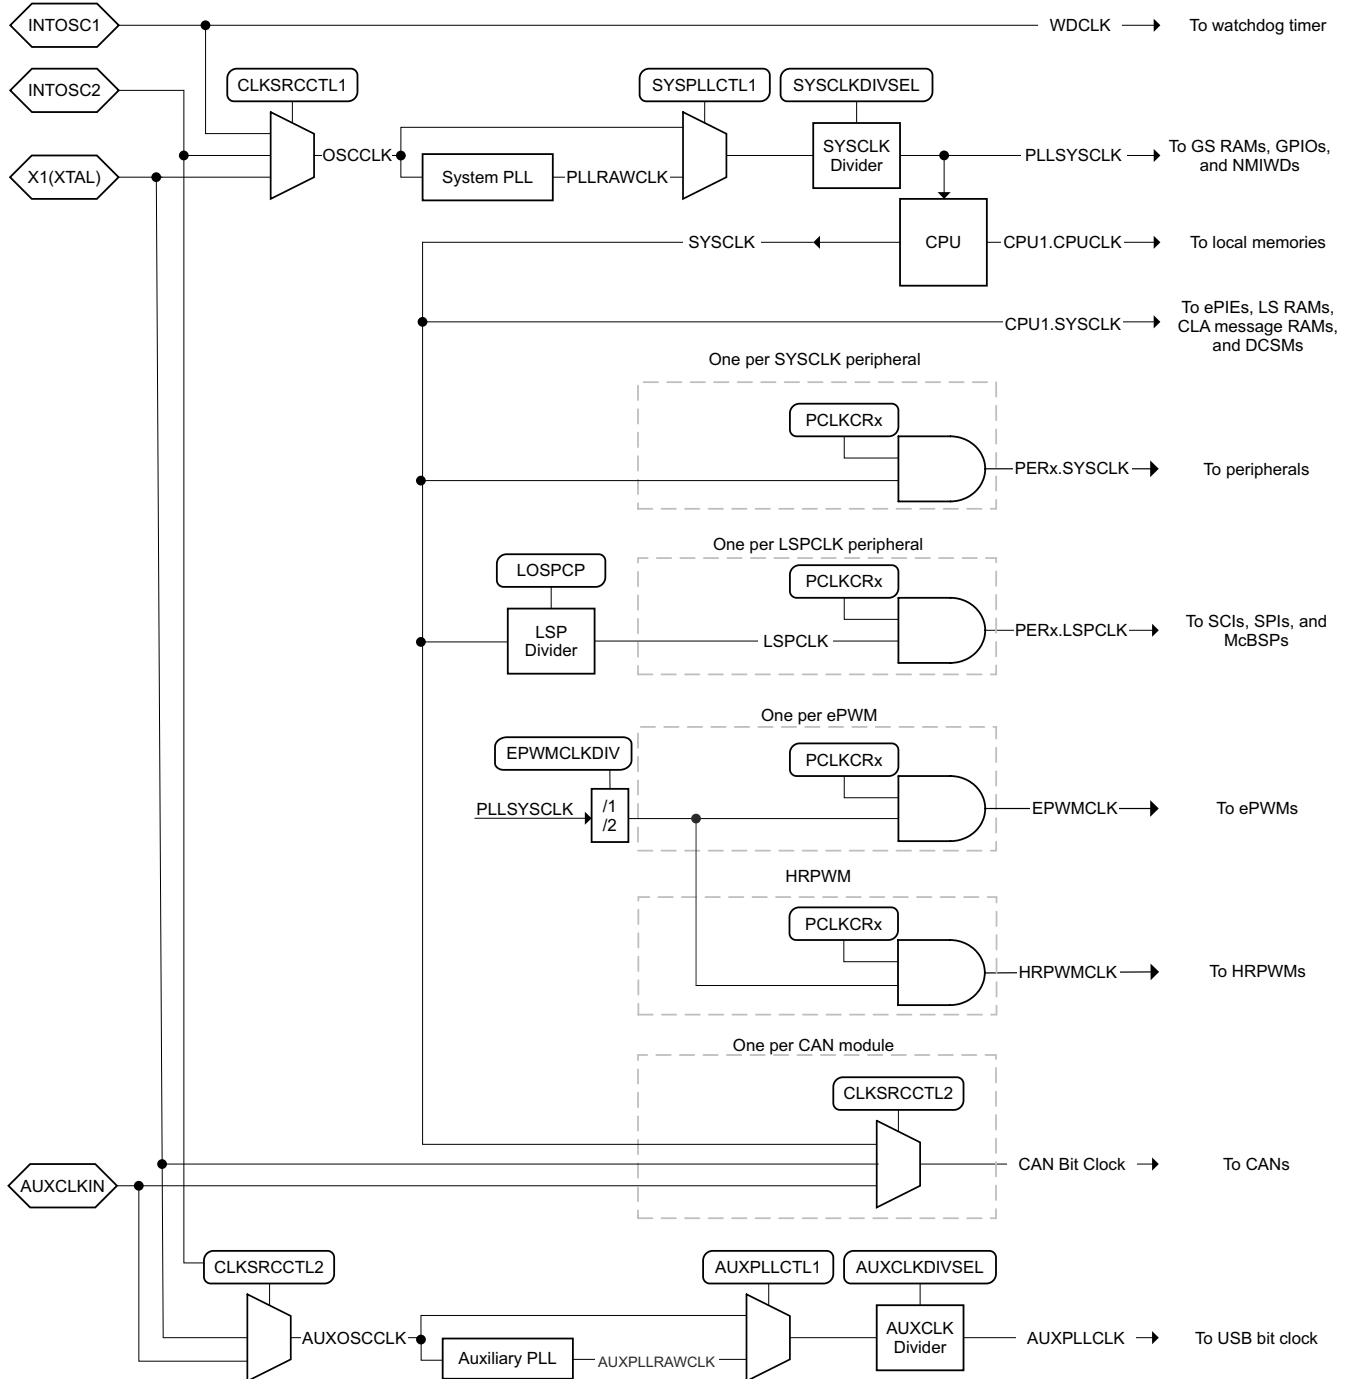 INTOSC1
WDCLK
To watchdog timer
INTOSC2
CLKSRCCTL1
SYSPLLCTL1
SYSCLKDIVSEL
X1(XTAL)
OSCCLK
System PLL
PLLRAWCLK
SYSCLK
Divider
PLLSYSCLK
To GS RAMs, GPIOs,
and NMIWDs
SYSCLK
CPU
CPU1.CPUCLK
To local memories
CPU1.SYSCLK
To ePIEs, LS RAMs,
CLA message RAMs,
and DCSMs
One per SYSCLK peripheral
PCLKCRx
PERx.SYSCLK
To peripherals
One per LSPCLK peripheral
LOSPCP
PCLKCRx
LSP
Divider
LSPCLK
PERx.LSPCLK
To SCIs, SPIs, and
McBSPs
One per ePWM
EPWMCLKDIV
PCLKCRx
PLLSYSCLK
/1
/2
EPWMCLK
To ePWMs
HRPWM
PCLKCRx
HRPWMCLK
To HRPWMs
One per CAN module
CLKSRCCTL2
CAN Bit Clock
To CANs
AUXCLKIN
CLKSRCCTL2
AUXPLLCTL1
AUXCLKDIVSEL
AUXOSCCLK
Auxiliary PLL
AUXPLLRAWCLK
AUXCLK
Divider
AUXPLLCLK
To USB bit clock